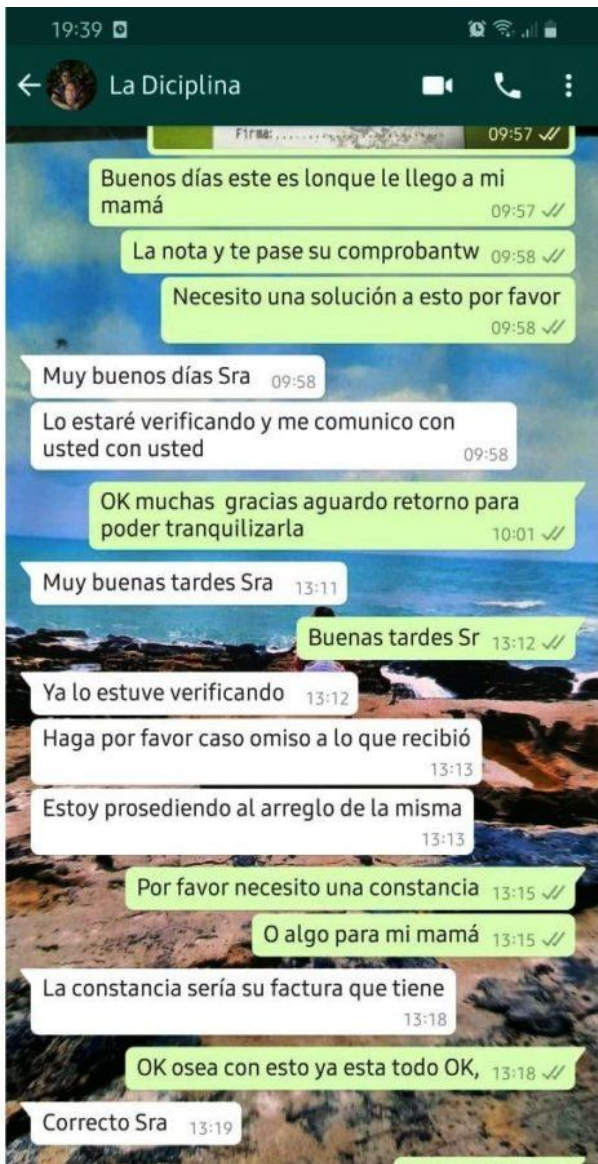 19:39
La Diciplina
Firma:
09:57
Buenos días este es lonque le llego a mi
mamá
09:57
La nota y te pase su comprobantw 09:58
Necesito una solución a esto por favor
09:58
Muy buenos días Sra 09:58
Lo estaré verificando y me comunico con
usted con usted
09:58
OK muchas gracias aguardo retorno para
poder tranquilizarla
10:01
Muy buenas tardes Sra 13:11
Buenas tardes Sr 13:12
Ya lo estuve verificando 13:12
Haga por favor caso omiso a lo que recibió
13:13
Estoy prosediendo al arreglo de la misma
13:13
Por favor necesito una constancia 13:15
O algo para mi mamá 13:15
La constancia sería su factura que tiene
13:18
OK osea con esto ya esta todo OK, 13:18
Correcto Sra 13:19